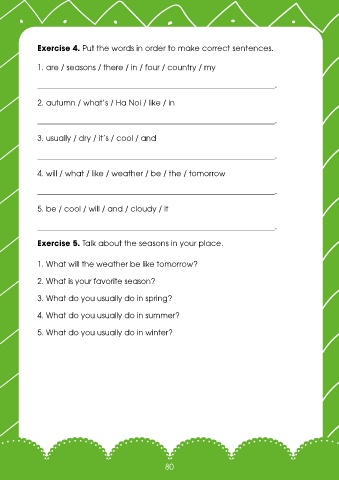 Exercise 4. Put the words in order to make correct sentences.
1. are / seasons / there / in / four / country / my
.
2. autumn / what's / Ha Noi / like / in
.
3. usually / dry / it's / cool / and
.
4. will / what / like / weather / be / the / tomorrow
.
5. be / cool / will / and / cloudy / it
.
Exercise 5. Talk about the seasons in your place.
1. What will the weather be like tomorrow?
2. What is your favorite season?
3. What do you usually do in spring?
4. What do you usually do in summer?
5. What do you usually do in winter?
80